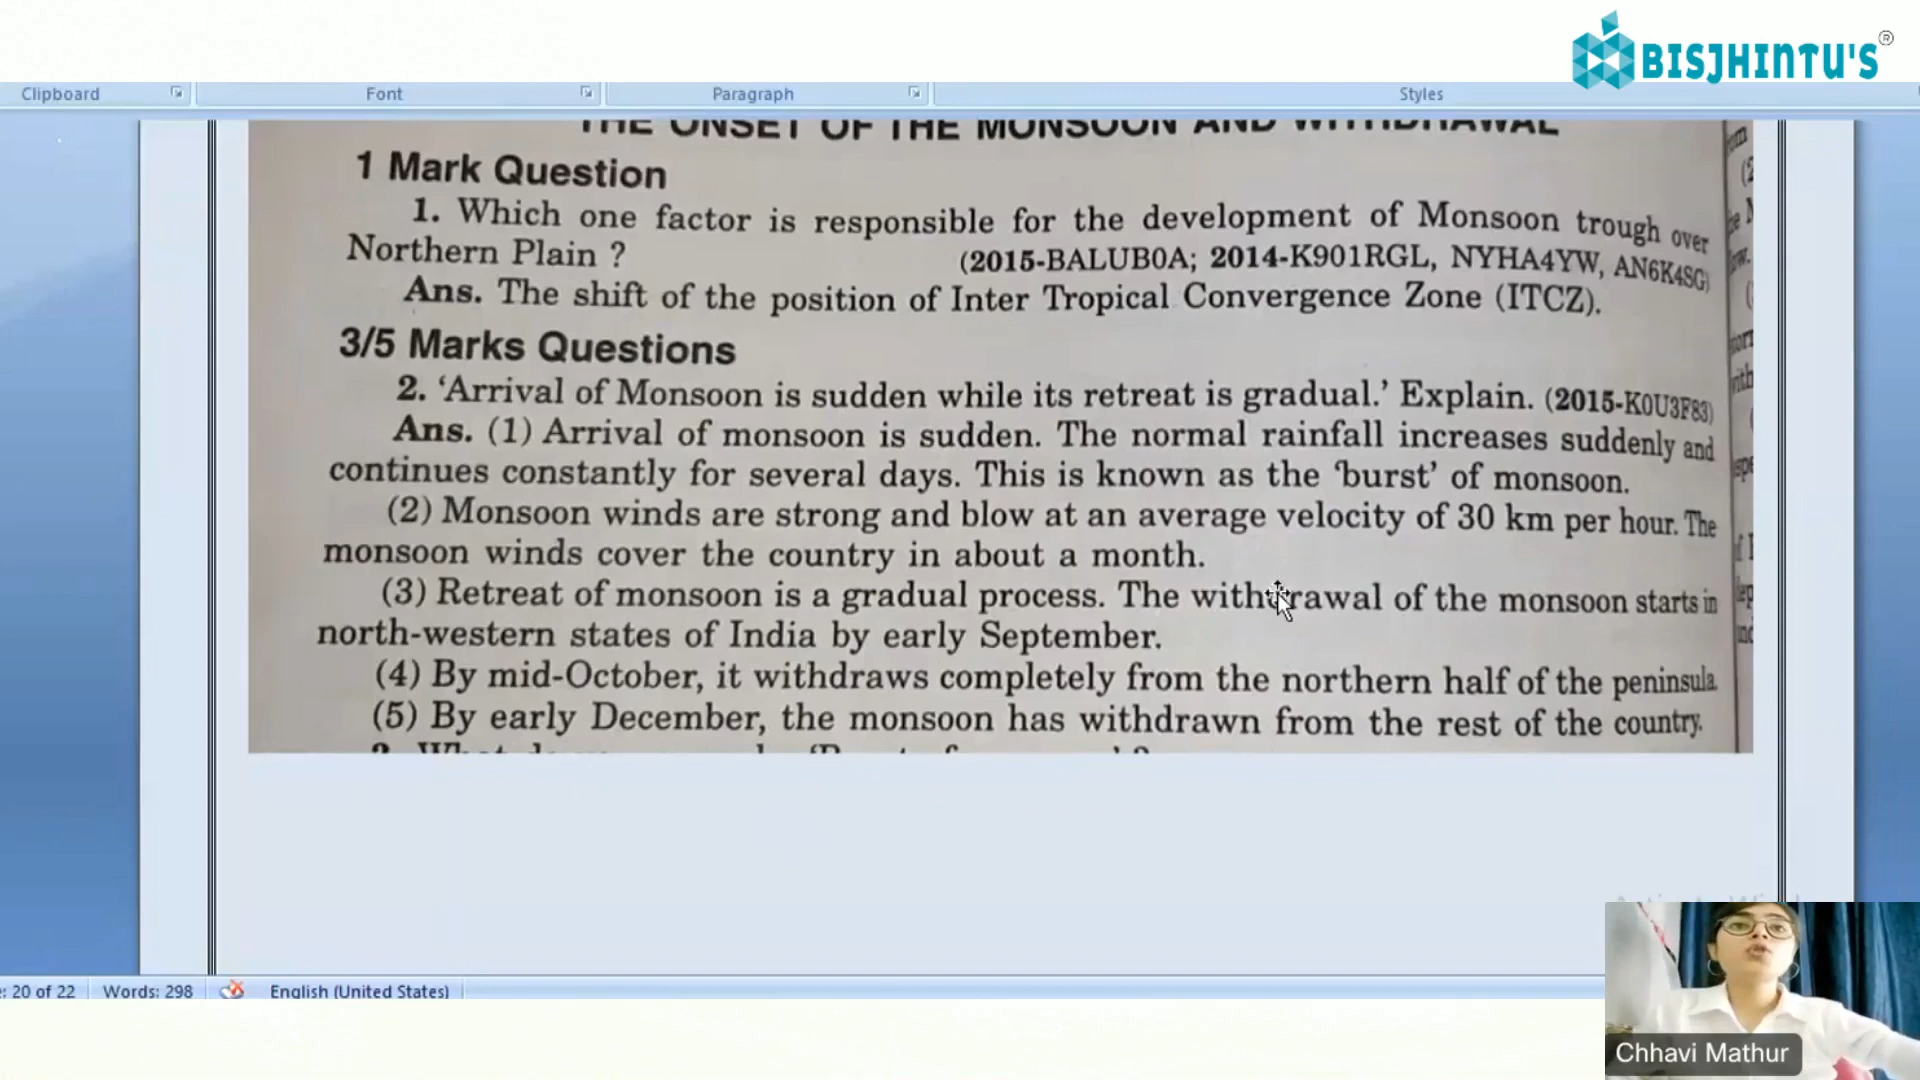 BISJHINTU'S®
Clipboard Font Paragraph Styles
THE ONSET OF THE MONSOON AND WITHDRAWAL
1 Mark Question
1. Which one factor is responsible for the development of Monsoon trough over
Northern Plain ? (2015-BALUB0A; 2014-K901RGL, NYHA4YW, AN6K4SG)
Ans. The shift of the position of Inter Tropical Convergence Zone (ITCZ).
3/5 Marks Questions
2. ‘Arrival of Monsoon is sudden while its retreat is gradual.’ Explain. (2015-K0U3F83)
Ans. (1) Arrival of monsoon is sudden. The normal rainfall increases suddenly and
continues constantly for several days. This is known as the ‘burst’ of monsoon.
(2) Monsoon winds are strong and blow at an average velocity of 30 km per hour. The
monsoon winds cover the country in about a month.
(3) Retreat of monsoon is a gradual process. The withdrawal of the monsoon starts in
north-western states of India by early September.
(4) By mid-October, it withdraws completely from the northern half of the peninsula.
(5) By early December, the monsoon has withdrawn from the rest of the country.
: 20 of 22 Words: 298 English (United States)
Chhavi Mathur